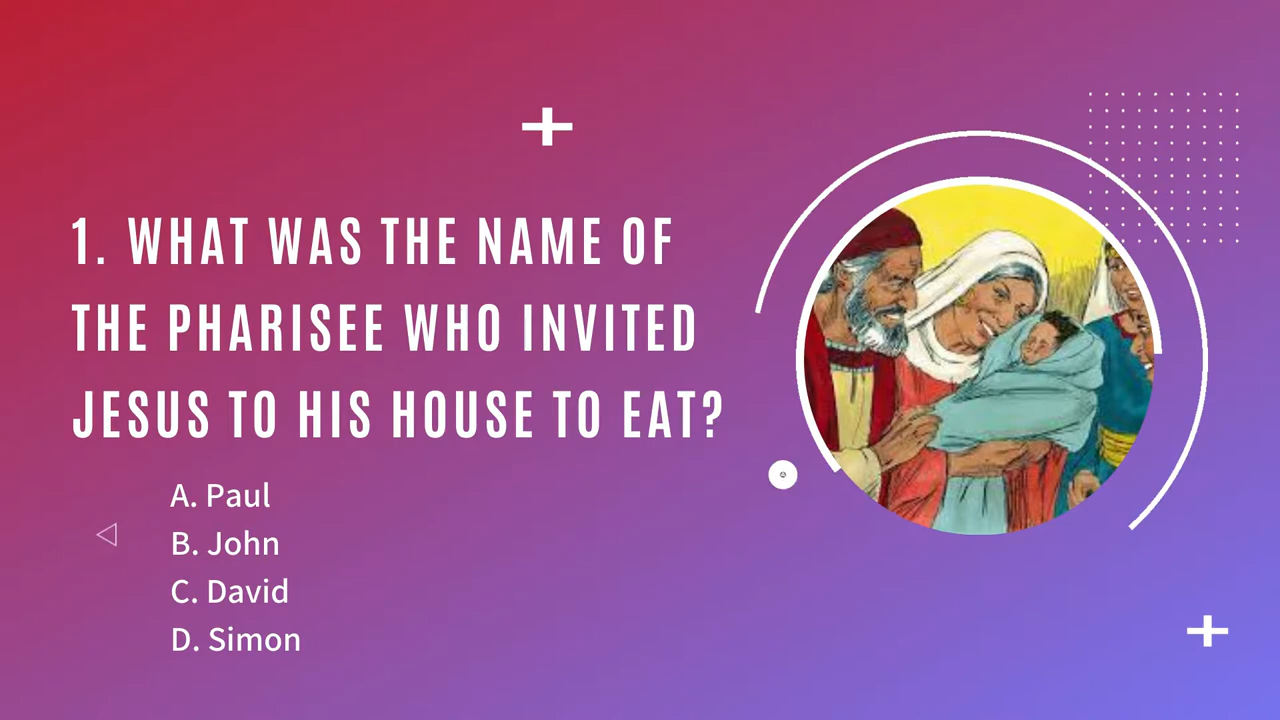 1. WHAT WAS THE NAME OF
THE PHARISEE WHO INVITED
JESUS TO HIS HOUSE TO EAT?
A. Paul
B. John
C. David
D. Simon